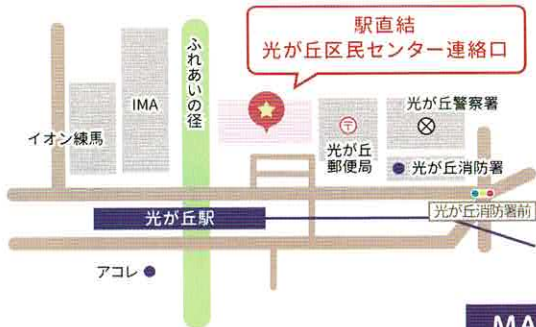 駅直結
光が丘区民センター連絡口
ふれあいの径
IMA
イオン練馬
光が丘警察署
〒
光が丘
郵便局
光が丘消防署
光が丘消防署前
光が丘駅
アコレ
MA